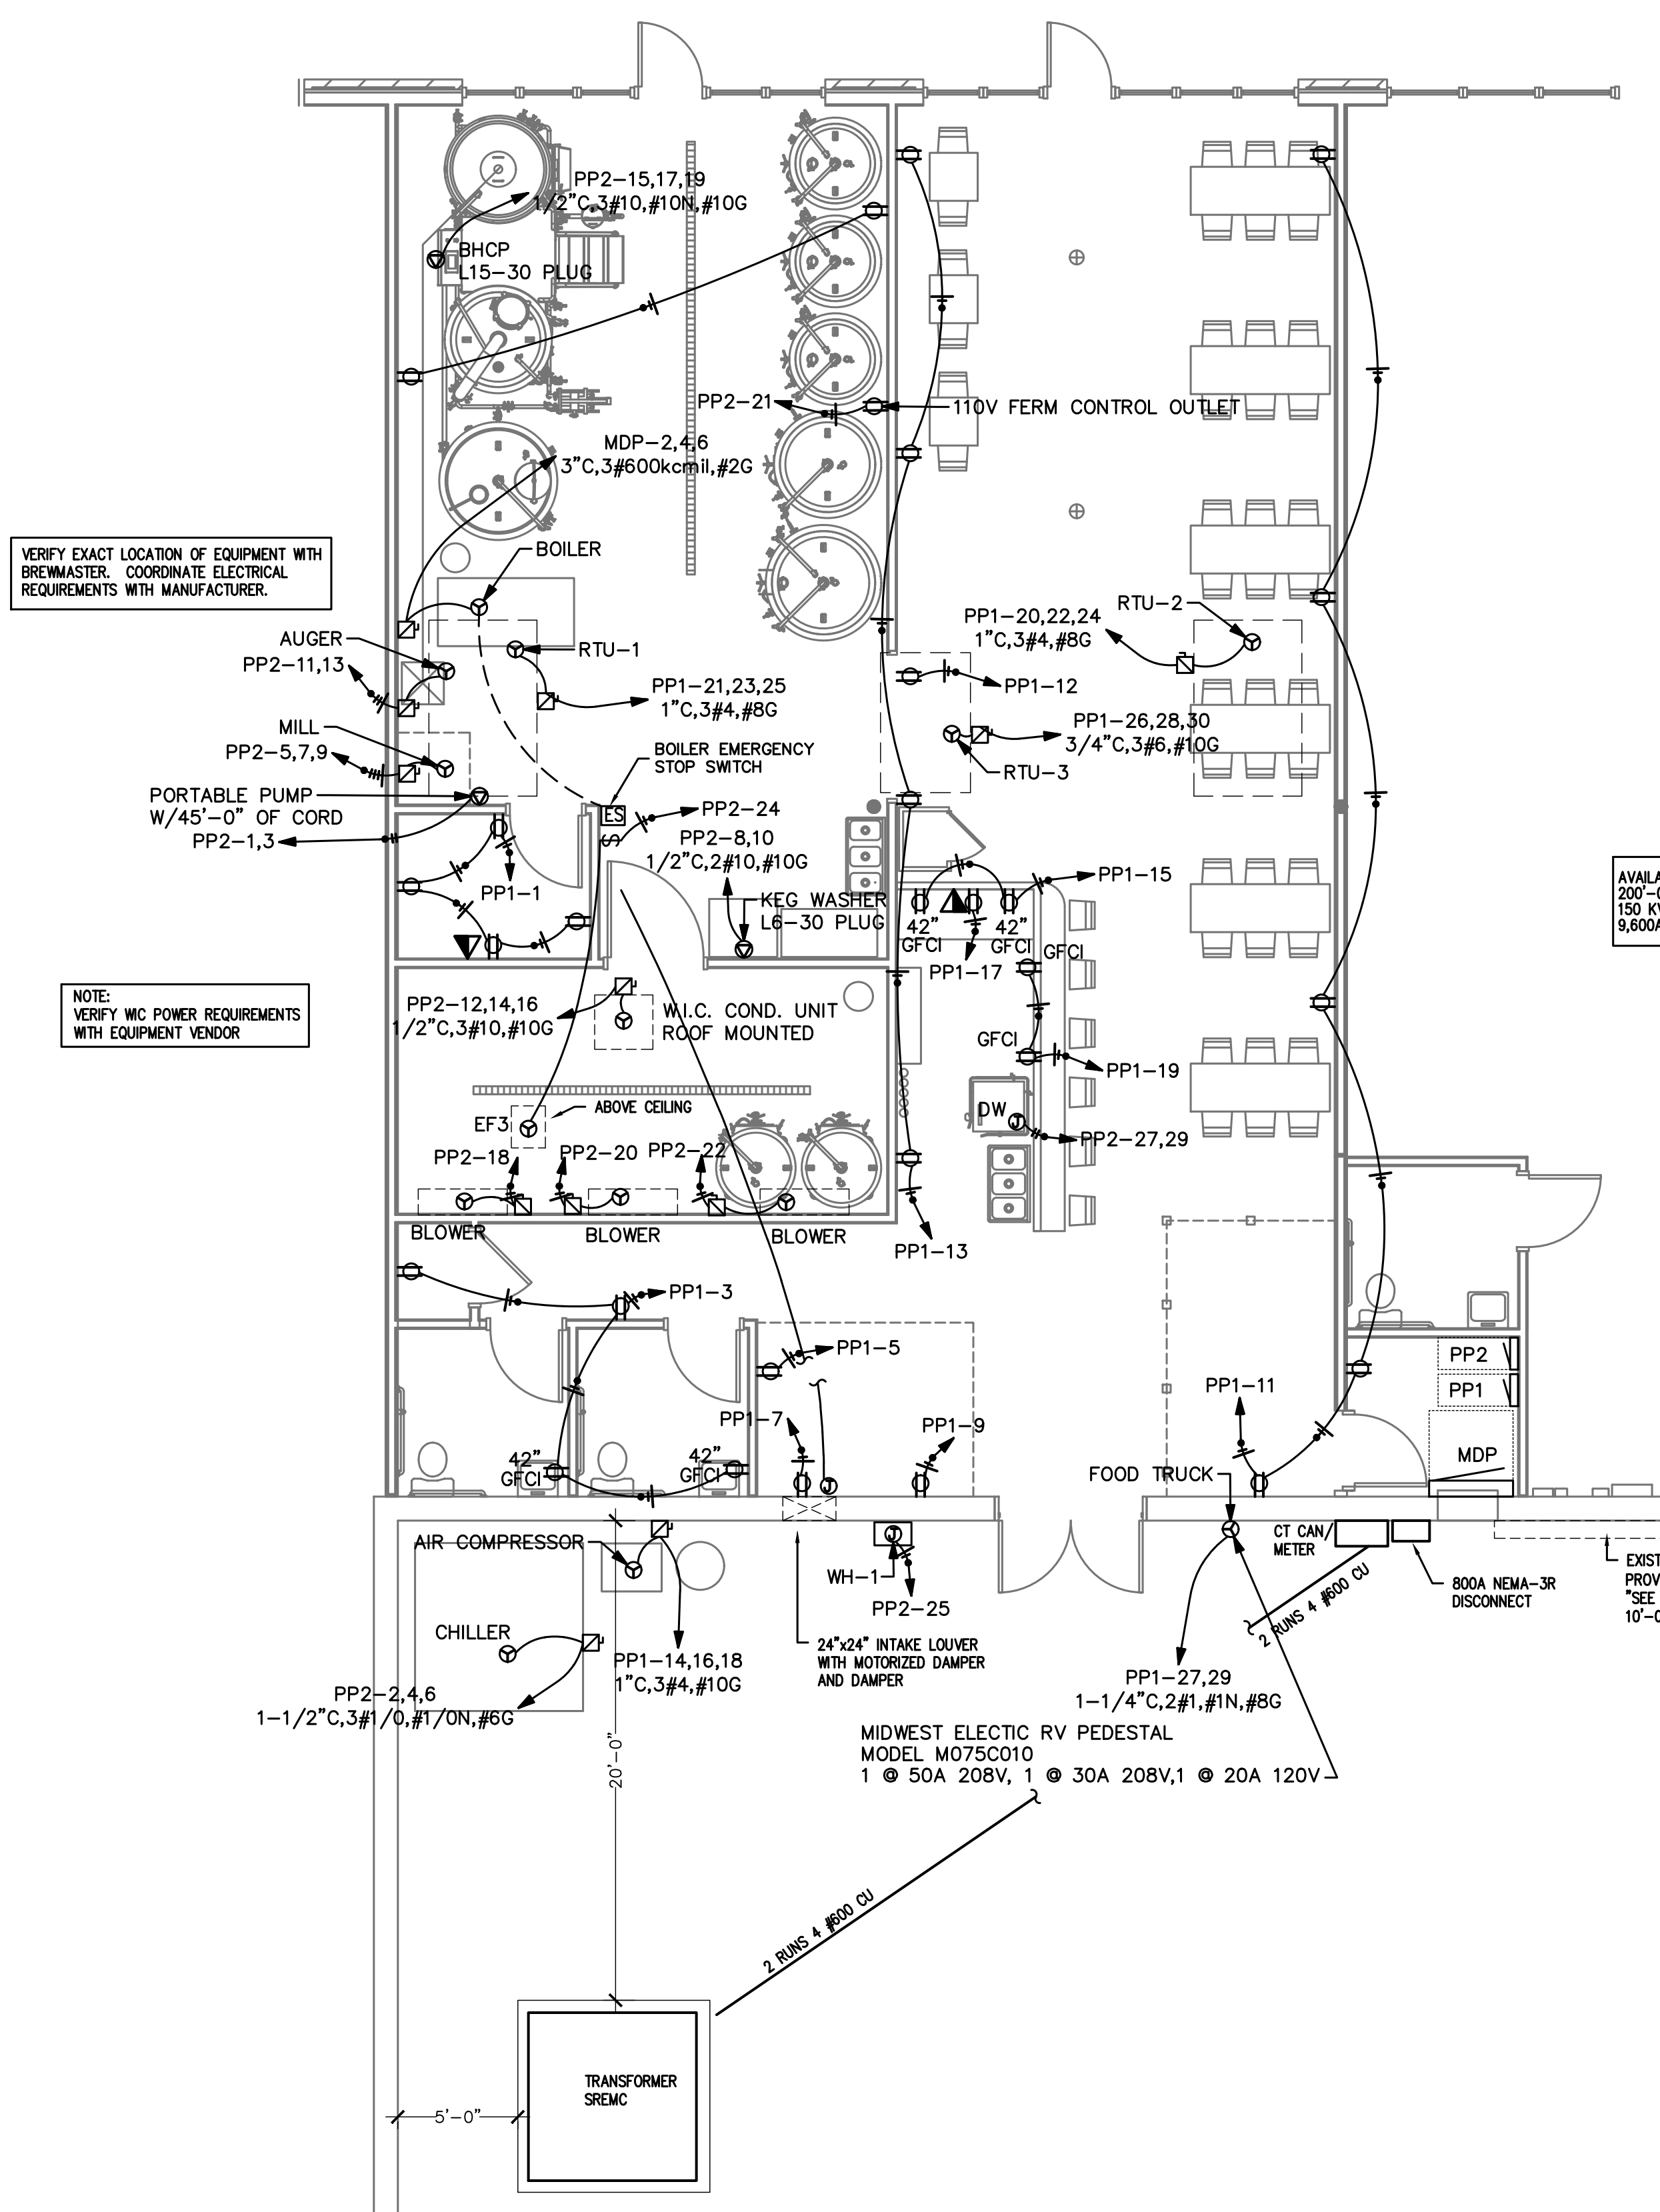 PP2-15,17,19
1/2"C,3#10,#10N,#10G
BHCP
L15-30 PLUG
PP2-21
110V FERM CONTROL OUTLET
MDP-2,4,6
3"C,3#600kcmil,#2G
VERIFY EXACT LOCATION OF EQUIPMENT WITH
BREWMASTER. COORDINATE ELECTRICAL
REQUIREMENTS WITH MANUFACTURER.
BOILER
AUGER
PP2-11,13
RTU-1
PP1-21,23,25
1"C,3#4,#8G
MILL
PP2-5,7,9
BOILER EMERGENCY
STOP SWITCH
PORTABLE PUMP
W/45'-0" OF CORD
PP2-1,3
ES
S
PP2-24
PP1-20,22,24
1"C,3#4,#8G
RTU-2
PP1-12
PP1-26,28,30
3/4"C,3#6,#10G
RTU-3
PP2-8,10
1/2"C,2#10,#10G
PP1-1
KEG WASHER
L6-30 PLUG
PP1-15
42"
GFCI
42"
GFCI
GFCI
PP1-17
GFCI
PP1-19
AVAILA
200'-0
150 KV
9,600A
NOTE:
VERIFY WIC POWER REQUIREMENTS
WITH EQUIPMENT VENDOR
PP2-12,14,16
1/2"C,3#10,#10G
W.I.C. COND. UNIT
ROOF MOUNTED
ABOVE CEILING
EF3
DW
J
PP2-27,29
PP2-18
PP2-20
PP2-22
BLOWER
BLOWER
BLOWER
PP1-13
PP1-3
PP1-5
PP2
PP1
MDP
PP1-7
PP1-9
PP1-11
42"
GFCI
42"
GFCI
J
FOOD TRUCK
AIR COMPRESSOR
J
WH-1
PP2-25
CT CAN/
METER
800A NEMA-3R
DISCONNECT
EXIST
PROV
"SEE
10'-0
2 RUNS 4 #600 CU
CHILLER
PP1-14,16,18
1"C,3#4,#10G
24"x24" INTAKE LOUVER
WITH MOTORIZED DAMPER
AND DAMPER
PP2-2,4,6
1-1/2"C,3#1/0,#1/0N,#6G
PP1-27,29
1-1/4"C,2#1,#1N,#8G
MIDWEST ELECTIC RV PEDESTAL
MODEL M075C010
1 @ 50A 208V, 1 @ 30A 208V,1 @ 20A 120V
20'-0"
2 RUNS 4 #600 CU
TRANSFORMER
SREMC
5'-0"